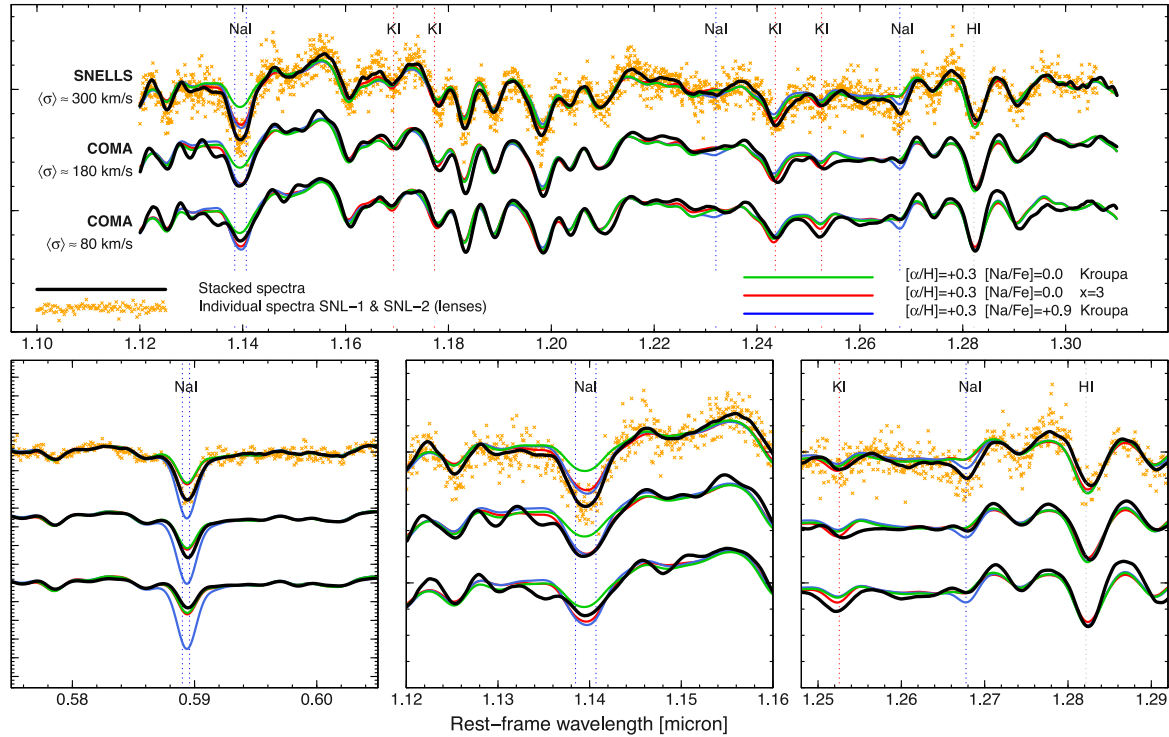 NaI KI KI NaI KI KI NaI HI
SNELLS
⟨σ⟩ ≈ 300 km/s
COMA
⟨σ⟩ ≈ 180 km/s
COMA
⟨σ⟩ ≈ 80 km/s
Stacked spectra
Individual spectra SNL−1 & SNL−2 (lenses)
[α/H]=+0.3 [Na/Fe]=0.0 Kroupa
[α/H]=+0.3 [Na/Fe]=0.0 x=3
[α/H]=+0.3 [Na/Fe]=+0.9 Kroupa
1.10 1.12 1.14 1.16 1.18 1.20 1.22 1.24 1.26 1.28 1.30
NaI
0.58 0.59 0.60
NaI
1.12 1.13 1.14 1.15 1.16
KI NaI HI
1.25 1.26 1.27 1.28 1.29
Rest−frame wavelength [micron]